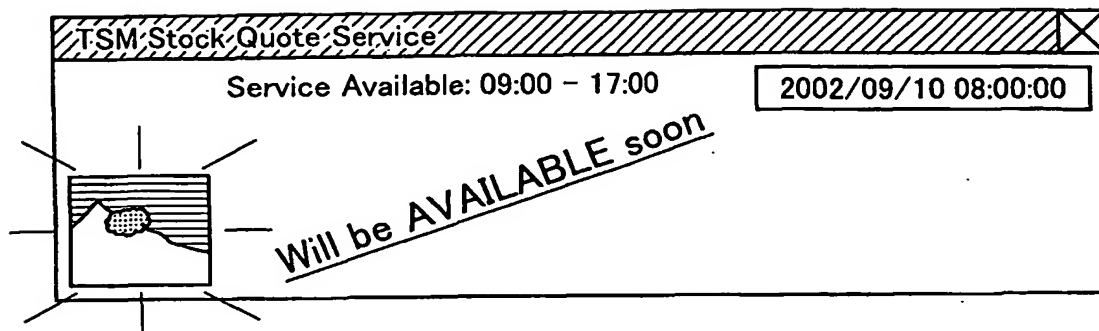 TSM Stock Quote Service
Service Available: 09:00 - 17:00
2002/09/10 08:00:00
Will be AVAILABLE soon